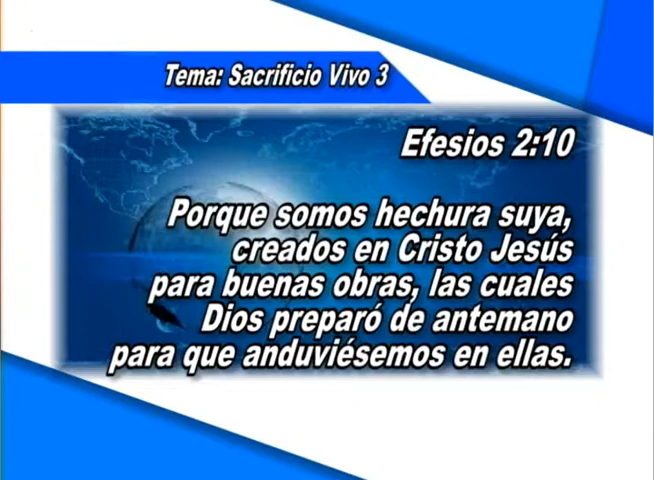 Tema: Sacrificio Vivo 3
Efesios 2:10
Porque somos hechura suya,
creados en Cristo Jesús
para buenas obras, las cuales
Dios preparó de antemano
para que anduviésemos en ellas.